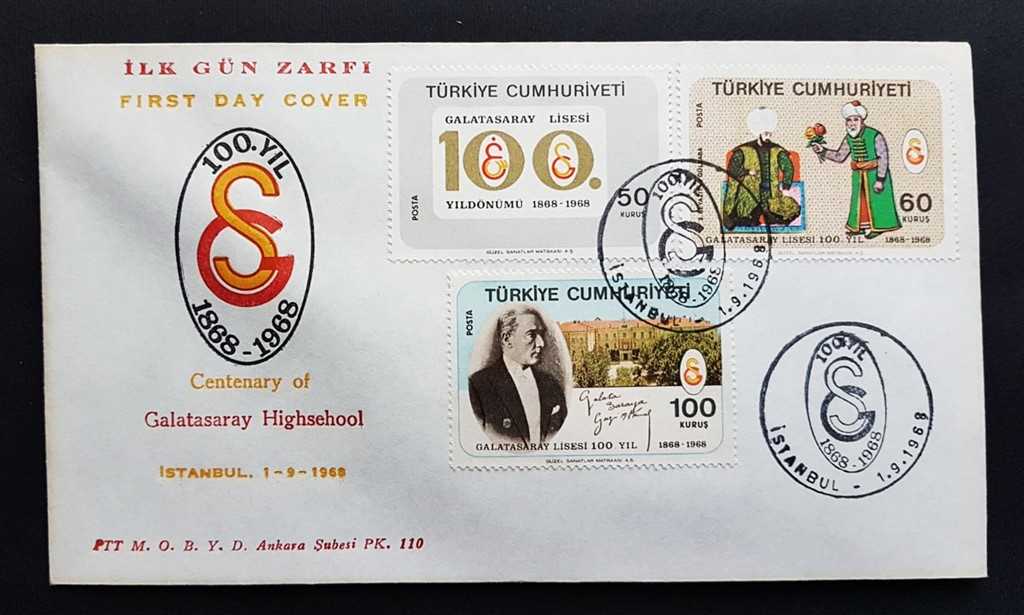 İLK GÜN ZARFI
FIRST DAY COVER
100.YIL
1868-1968
Centenary of
Galatasaray Highsehool
İSTANBUL. 1-9-1968
PTT M. O. B. Y. D. Ankara Şubesi PK. 110
TÜRKİYE CUMHURİYETİ
GALATASARAY LİSESİ
100.
YILDÖNÜMÜ 1868-1968
POSTA
50
KURUŞ
GÜZEL SANATLAR MATBAASI A.Ş.
TÜRKİYE CUMHURİYETİ
POSTA
60
KURUŞ
GALATASARAY LİSESİ 100. YIL 1868-1968
TÜRKİYE CUMHURİYETİ
POSTA
Galata
Saraya
100
KURUŞ
GALATASARAY LİSESİ 100 YIL 1868-1968
GÜZEL SANATLAR MATBAASI A.Ş.
100.YIL
1868-1968
İSTANBUL - 1.9.1968
100.YIL
1868-1968
İSTANBUL - 1.9.1968